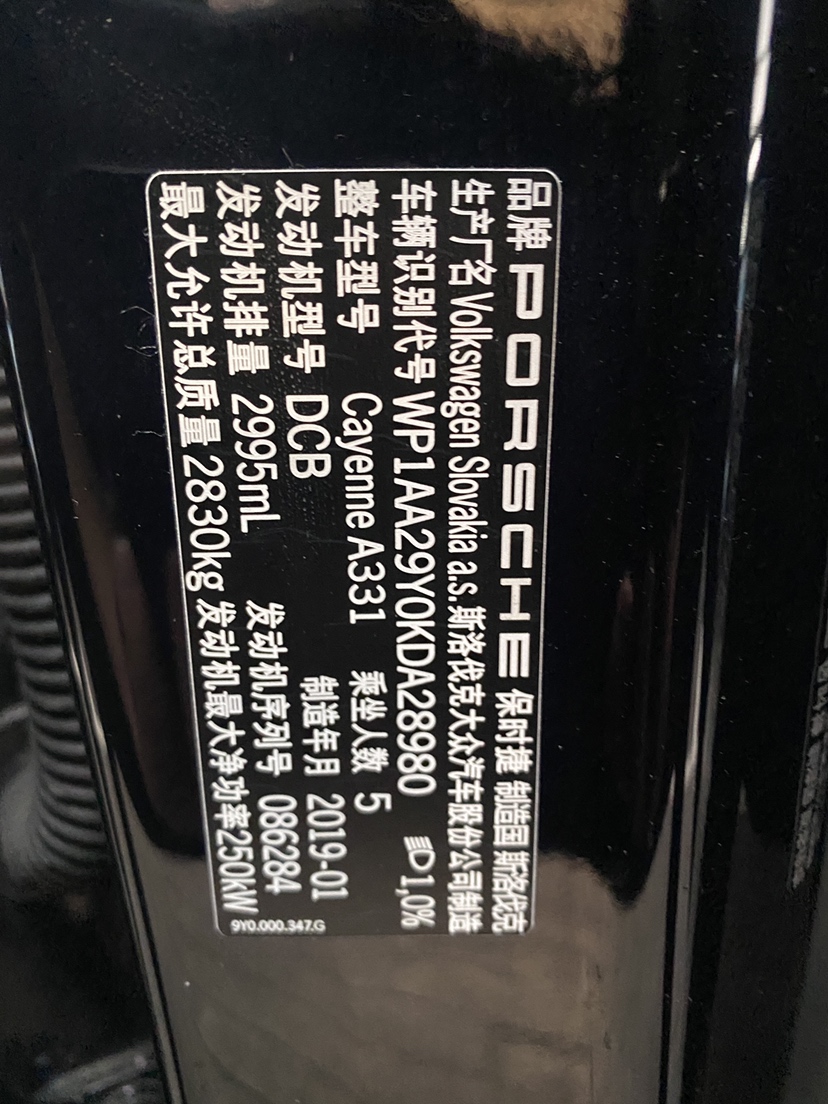 品牌 PORSCHE 保时捷 制造国 斯洛伐克
生产厂名 Volkswagen Slovakia a.s. 斯洛伐克大众汽车股份公司制造
车辆识别代号 WP1AA29Y0KDA28980 1,0%
整车型号 Cayenne A331 乘坐人数 5
发动机型号 DCB 制造年月 2019-01
发动机排量 2995mL 发动机序列号 086284
最大允许总质量 2830kg 发动机最大净功率250kW
9Y0.000.347.G